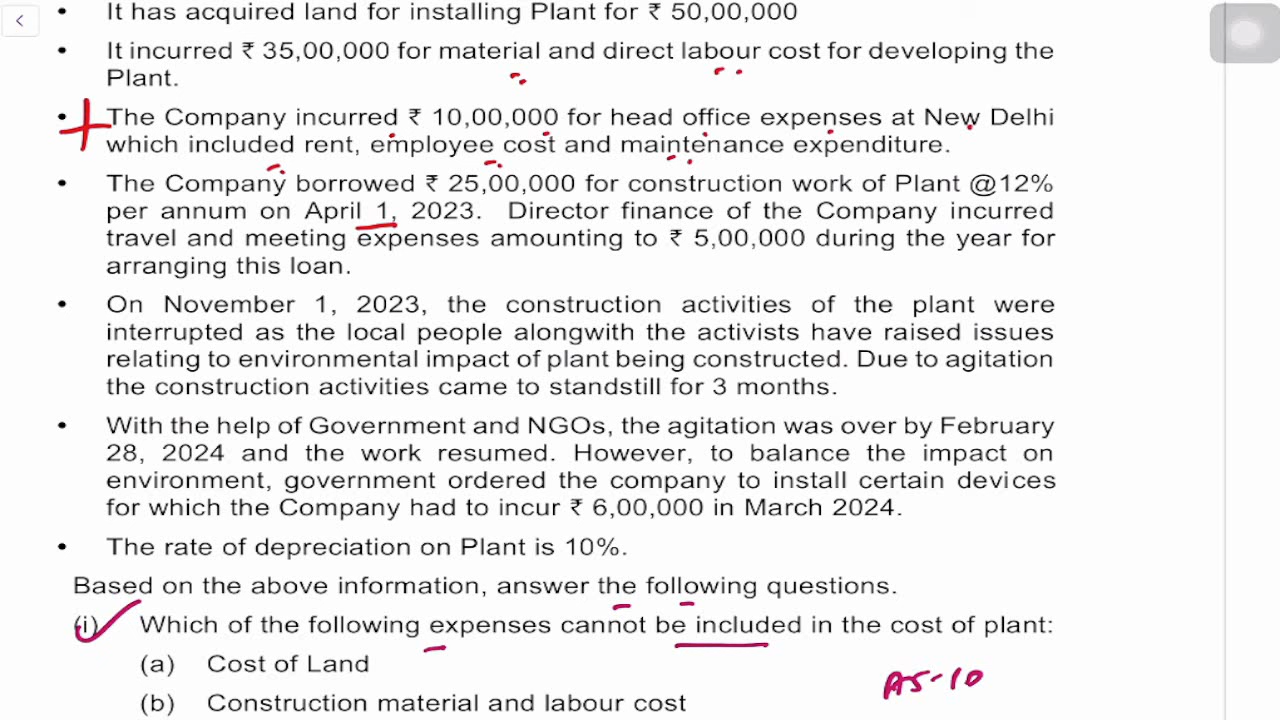 • It has acquired land for installing Plant for ₹ 50,00,000
• It incurred ₹ 35,00,000 for material and direct labour cost for developing the
Plant.
• The Company incurred ₹ 10,00,000 for head office expenses at New Delhi
which included rent, employee cost and maintenance expenditure.
• The Company borrowed ₹ 25,00,000 for construction work of Plant @12%
per annum on April 1, 2023. Director finance of the Company incurred
travel and meeting expenses amounting to ₹ 5,00,000 during the year for
arranging this loan.
• On November 1, 2023, the construction activities of the plant were
interrupted as the local people alongwith the activists have raised issues
relating to environmental impact of plant being constructed. Due to agitation
the construction activities came to standstill for 3 months.
• With the help of Government and NGOs, the agitation was over by February
28, 2024 and the work resumed. However, to balance the impact on
environment, government ordered the company to install certain devices
for which the Company had to incur ₹ 6,00,000 in March 2024.
• The rate of depreciation on Plant is 10%.
Based on the above information, answer the following questions.
(i) Which of the following expenses cannot be included in the cost of plant:
(a) Cost of Land
(b) Construction material and labour cost
AS-10